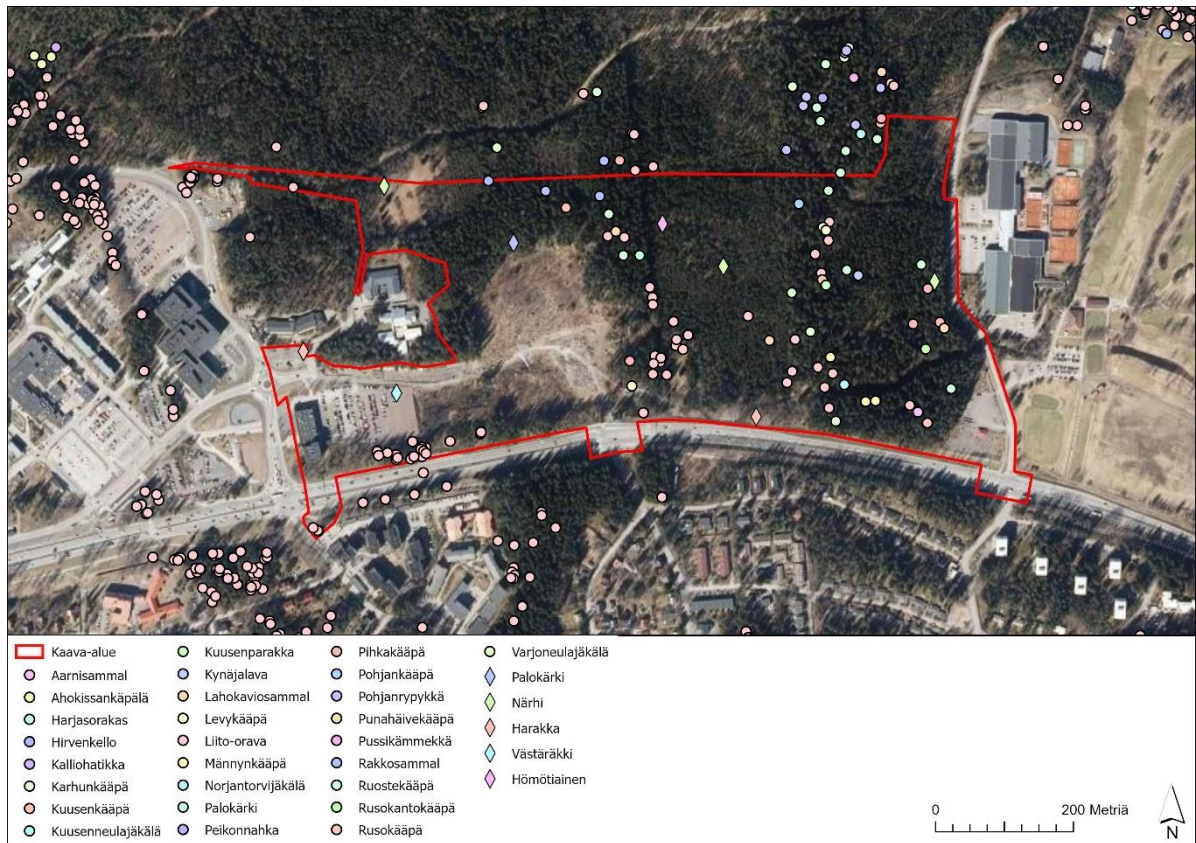 Kaava-alue
Aarnisammal
Ahokissankäpälä
Harjasorakas
Hirvenkello
Kalliohatikka
Karhunkääpä
Kuusenkääpä
Kuusenneulajäkälä
Kuusenparakka
Kynäjalava
Lahokaviosammal
Levykääpä
Liito-orava
Männynkääpä
Norjantorvijäkälä
Palokärki
Peikonnahka
Pihkakääpä
Pohjankääpä
Pohjanrypykkä
Punahäivekääpä
Pussikämmekkä
Rakkosammal
Ruostekääpä
Rusokantokääpä
Rusokääpä
Varjoneulajäkälä
Palokärki
Närhi
Harakka
Västäräkki
Hömötiainen
0 200 Metriä
N